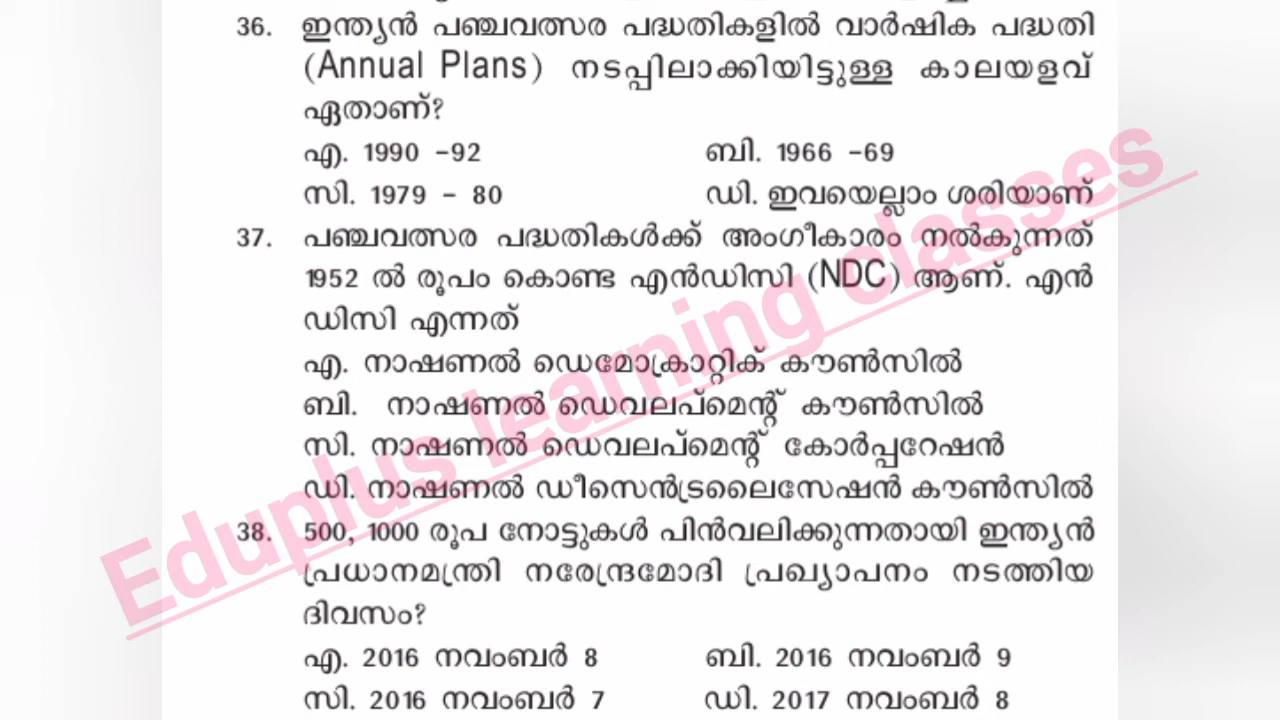 36. ഇന്ത്യൻ പഞ്ചവത്സര പദ്ധതികളിൽ വാർഷിക പദ്ധതി
(Annual Plans) നടപ്പിലാക്കിയിട്ടുള്ള കാലയളവ്
ഏതാണ്?
എ. 1990 -92 ബി. 1966 -69
സി. 1979 - 80 ഡി. ഇവയെല്ലാം ശരിയാണ്
37. പഞ്ചവത്സര പദ്ധതികൾക്ക് അംഗീകാരം നൽകുന്നത്
1952 ൽ രൂപം കൊണ്ട എൻഡിസി (NDC) ആണ്. എൻ
ഡിസി എന്നത്
എ. നാഷണൽ ഡെമോക്രാറ്റിക് കൗൺസിൽ
ബി. നാഷണൽ ഡെവലപ്മെന്റ് കൗൺസിൽ
സി. നാഷണൽ ഡെവലപ്മെന്റ് കോർപ്പറേഷൻ
ഡി. നാഷണൽ ഡീസെൻട്രലൈസേഷൻ കൗൺസിൽ
38. 500, 1000 രൂപ നോട്ടുകൾ പിൻവലിക്കുന്നതായി ഇന്ത്യൻ
പ്രധാനമന്ത്രി നരേന്ദ്രമോദി പ്രഖ്യാപനം നടത്തിയ
ദിവസം?
എ. 2016 നവംബർ 8 ബി. 2016 നവംബർ 9
സി. 2016 നവംബർ 7 ഡി. 2017 നവംബർ 8
Eduplus learning classes